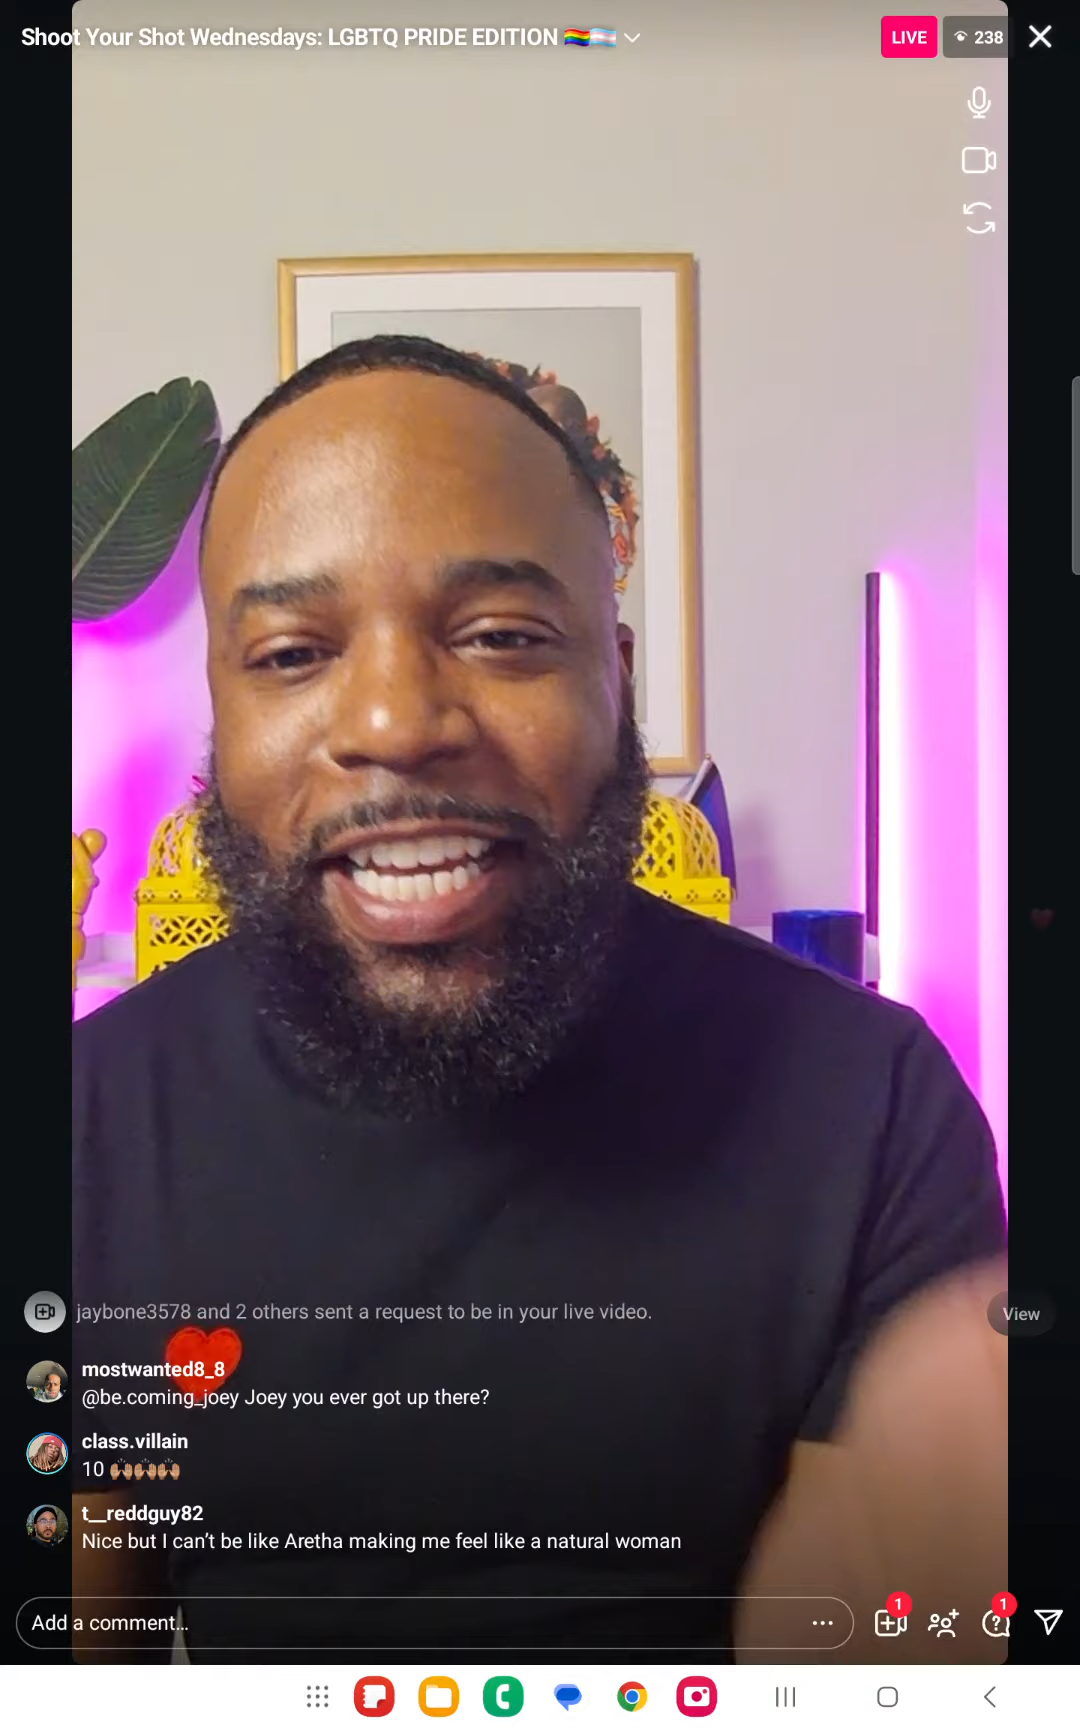 Shoot Your Shot Wednesdays: LGBTQ PRIDE EDITION 🏳️‍🌈🏳️‍⚧️
LIVE
238
jaybone3578 and 2 others sent a request to be in your live video.
View
mostwanted8_8
@be.coming_joey Joey you ever got up there?
class.villain
10 🙌🏽🙌🏽🙌🏽
t__reddguy82
Nice but I can’t be like Aretha making me feel like a natural woman
Add a comment…
1
1